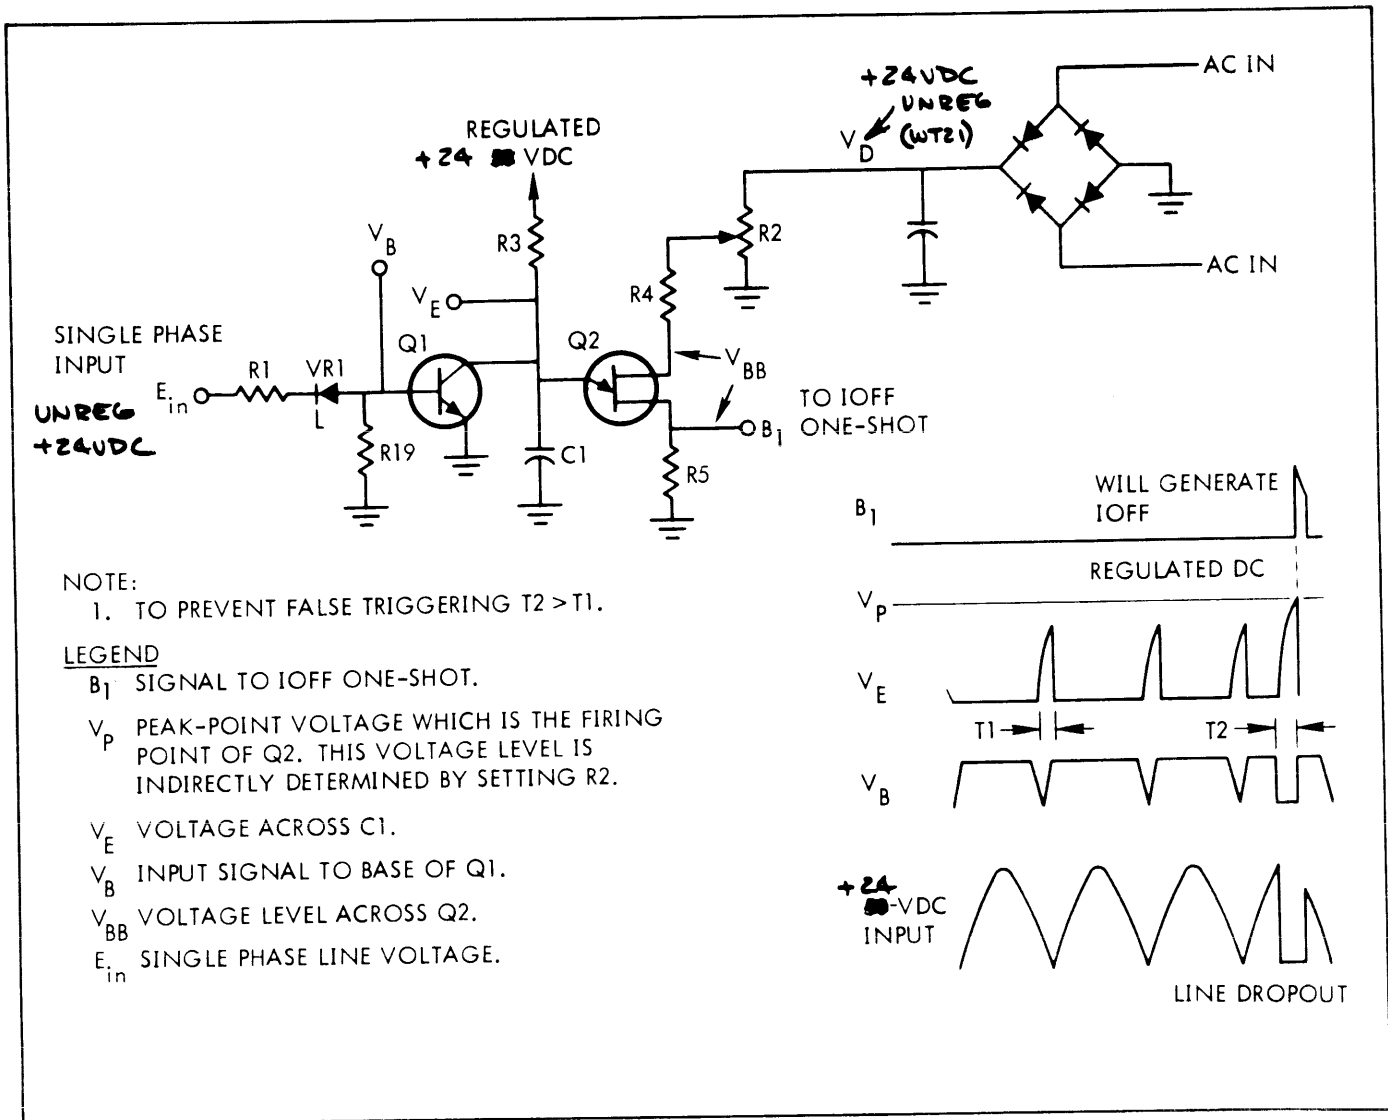 AC IN
+24VDC
UNREG
(WT21)
V_D
REGULATED
+24 VDC
R3
R2
V_B
V_E
R4
AC IN
SINGLE PHASE
INPUT
Q1
Q2
V_BB
R1
VR1
E_in
L
UNREG
+24VDC
TO IOFF
ONE-SHOT
B1
R19
C1
R5
B1
WILL GENERATE
IOFF
REGULATED DC
V_P
V_E
T1
T2
V_B
+24
-VDC
INPUT
LINE DROPOUT
NOTE:
1. TO PREVENT FALSE TRIGGERING T2 > T1.
LEGEND
B1 SIGNAL TO IOFF ONE-SHOT.
V_P PEAK-POINT VOLTAGE WHICH IS THE FIRING
POINT OF Q2. THIS VOLTAGE LEVEL IS
INDIRECTLY DETERMINED BY SETTING R2.
V_E VOLTAGE ACROSS C1.
V_B INPUT SIGNAL TO BASE OF Q1.
V_BB VOLTAGE LEVEL ACROSS Q2.
E_in SINGLE PHASE LINE VOLTAGE.